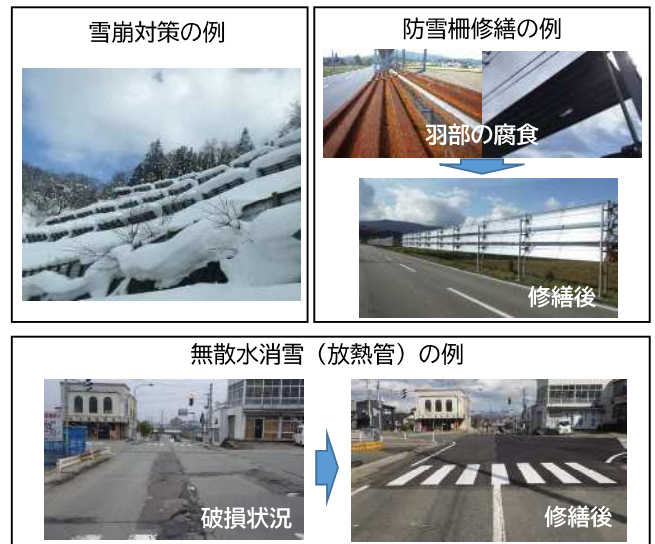 雪崩対策の例
防雪柵修繕の例
羽部の腐食
修繕後
無散水消雪（放熱管）の例
破損状況
修繕後